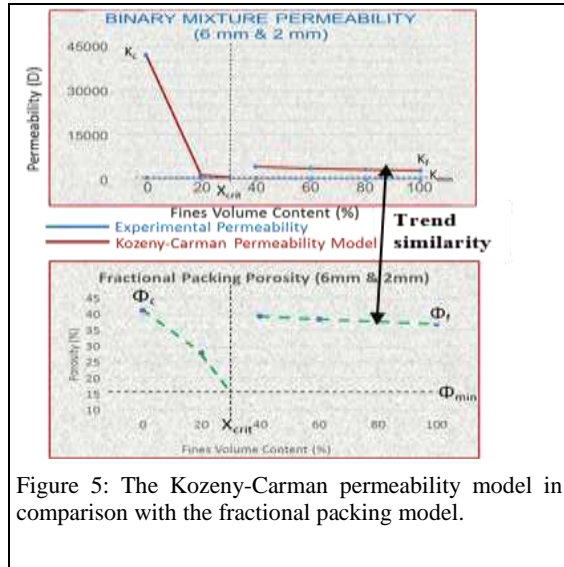 BINARY MIXTURE PERMEABILITY
(6 mm & 2 mm)
Permeability (D)
45000
30000
15000
0
Kc
Kf
Kmin
0 20 Xcrit 40 60 80 100
Fines Volume Content (%)
Experimental Permeability
Kozeny-Carman Permeability Model
Trend
similarity
Fractional Packing Porosity (6mm & 2mm)
Porosity (%)
45
40
35
30
25
20
15
10
Φc
Φf
Φmin
0 20 Xcrit 40 60 80 100
Fines Volume Content (%)
Figure 5: The Kozeny-Carman permeability model in
comparison with the fractional packing model.